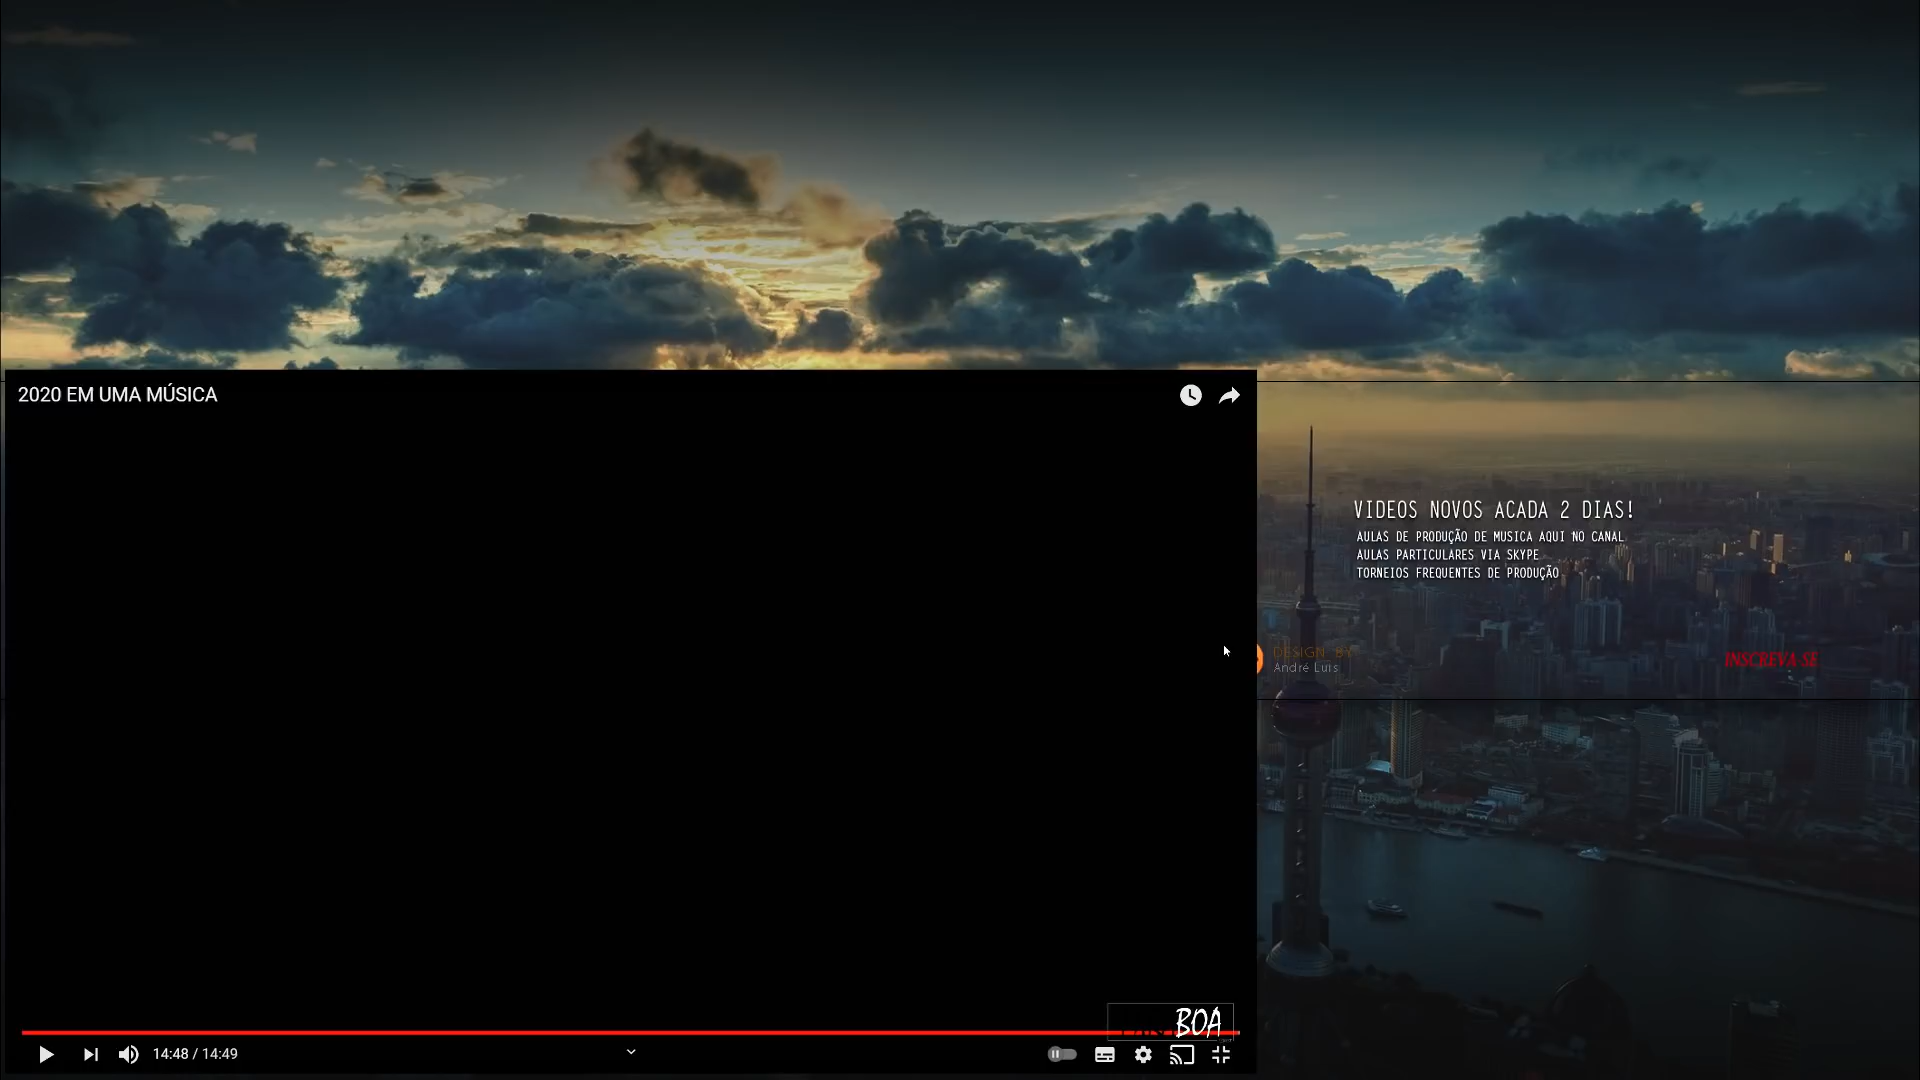 2020 EM UMA MÚSICA
VIDEOS NOVOS ACADA 2 DIAS!
AULAS DE PRODUÇÃO DE MUSICA AQUI NO CANAL
AULAS PARTICULARES VIA SKYPE
TORNEIOS FREQUENTES DE PRODUÇÃO
DESIGN BY
André Luis
INSCREVA-SE
BOA
14:48 / 14:49